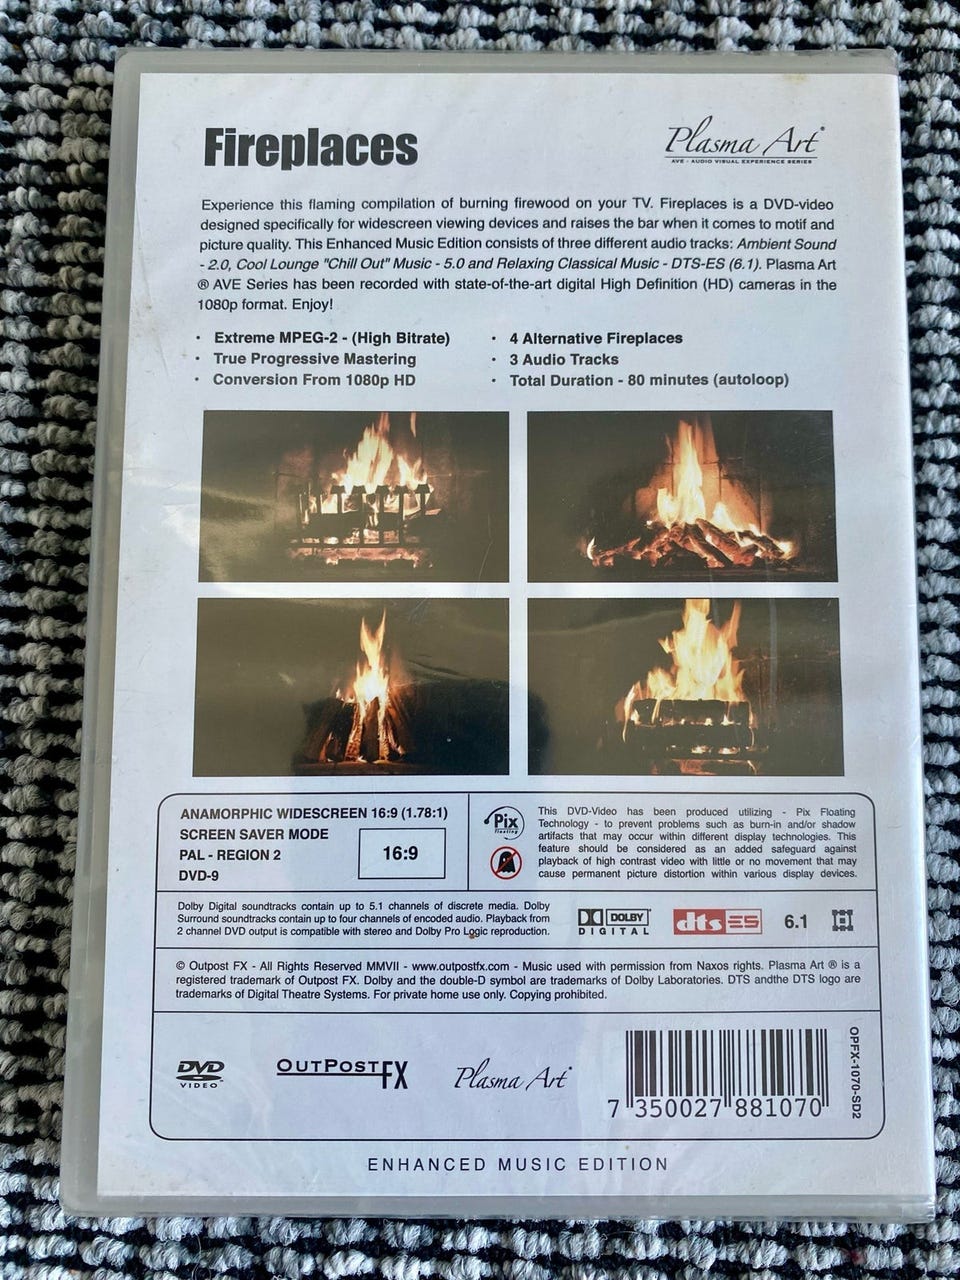 Fireplaces
Plasma Art®
AVE - AUDIO VISUAL EXPERIENCE SERIES
Experience this flaming compilation of burning firewood on your TV. Fireplaces is a DVD-video
designed specifically for widescreen viewing devices and raises the bar when it comes to motif and
picture quality. This Enhanced Music Edition consists of three different audio tracks: Ambient Sound
- 2.0, Cool Lounge "Chill Out" Music - 5.0 and Relaxing Classical Music - DTS-ES (6.1). Plasma Art
® AVE Series has been recorded with state-of-the-art digital High Definition (HD) cameras in the
1080p format. Enjoy!
· Extreme MPEG-2 - (High Bitrate)
· True Progressive Mastering
· Conversion From 1080p HD
· 4 Alternative Fireplaces
· 3 Audio Tracks
· Total Duration - 80 minutes (autoloop)
ANAMORPHIC WIDESCREEN 16:9 (1.78:1)
SCREEN SAVER MODE
PAL - REGION 2
DVD-9
16:9
Pix
floating
This DVD-Video has been produced utilizing - Pix Floating
Technology - to prevent problems such as burn-in and/or shadow
artifacts that may occur within different display technologies. This
feature should be considered as an added safeguard against
playback of high contrast video with little or no movement that may
cause permanent picture distortion within various display devices.
Dolby Digital soundtracks contain up to 5.1 channels of discrete media. Dolby
Surround soundtracks contain up to four channels of encoded audio. Playback from
2 channel DVD output is compatible with stereo and Dolby Pro Logic reproduction.
DOLBY
DIGITAL
dts ES
6.1
© Outpost FX - All Rights Reserved MMVII - www.outpostfx.com - Music used with permission from Naxos rights. Plasma Art ® is a
registered trademark of Outpost FX. Dolby and the double-D symbol are trademarks of Dolby Laboratories. DTS andthe DTS logo are
trademarks of Digital Theatre Systems. For private home use only. Copying prohibited.
DVD
VIDEO
OUTPOST FX
Plasma Art®
7 350027 881070
OPFX-1070-SD2
ENHANCED MUSIC EDITION